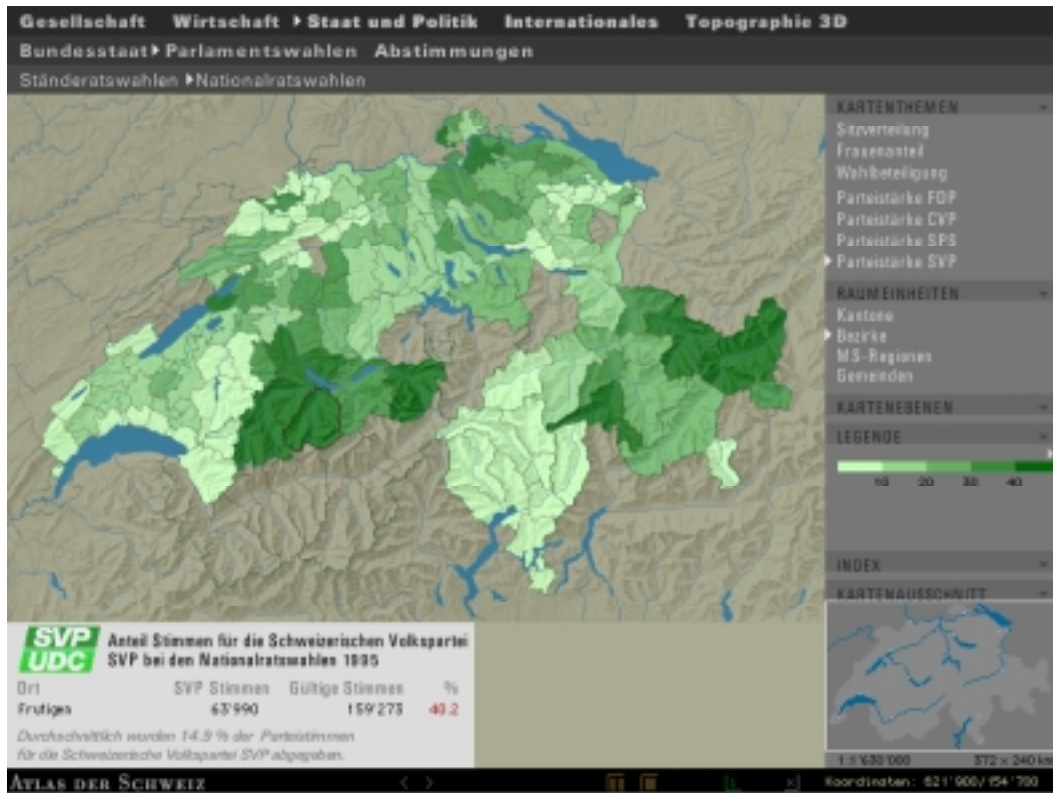 Gesellschaft Wirtschaft Staat und Politik Internationales Topographie 3D
Bundesstaat Parlamentswahlen Abstimmungen
Ständeratswahlen Nationalratswahlen
KARTENTHEMEN
Sitzverteilung
Frauenanteil
Wahlbeteiligung
Parteistärke FDP
Parteistärke CVP
Parteistärke SPS
Parteistärke SVP
RAUMEINHEITEN
Kantone
Bezirke
MS-Regionen
Gemeinden
KARTENEBENEN
LEGENDE
10 20 30 40
INDEX
KARTENAUSSCHNITT
1:1'630'000 372 x 240 km
SVP
UDC
Anteil Stimmen für die Schweizerischen Volkspartei
SVP bei den Nationalratswahlen 1995
Ort SVP Stimmen Gültige Stimmen %
Frutigen 63'990 159'273 40.2
Durchschnittlich wurden 14.9 % der Parteistimmen
für die Schweizerische Volkspartei SVP abgegeben.
ATLAS DER SCHWEIZ
Koordinaten: 621'900/154'700